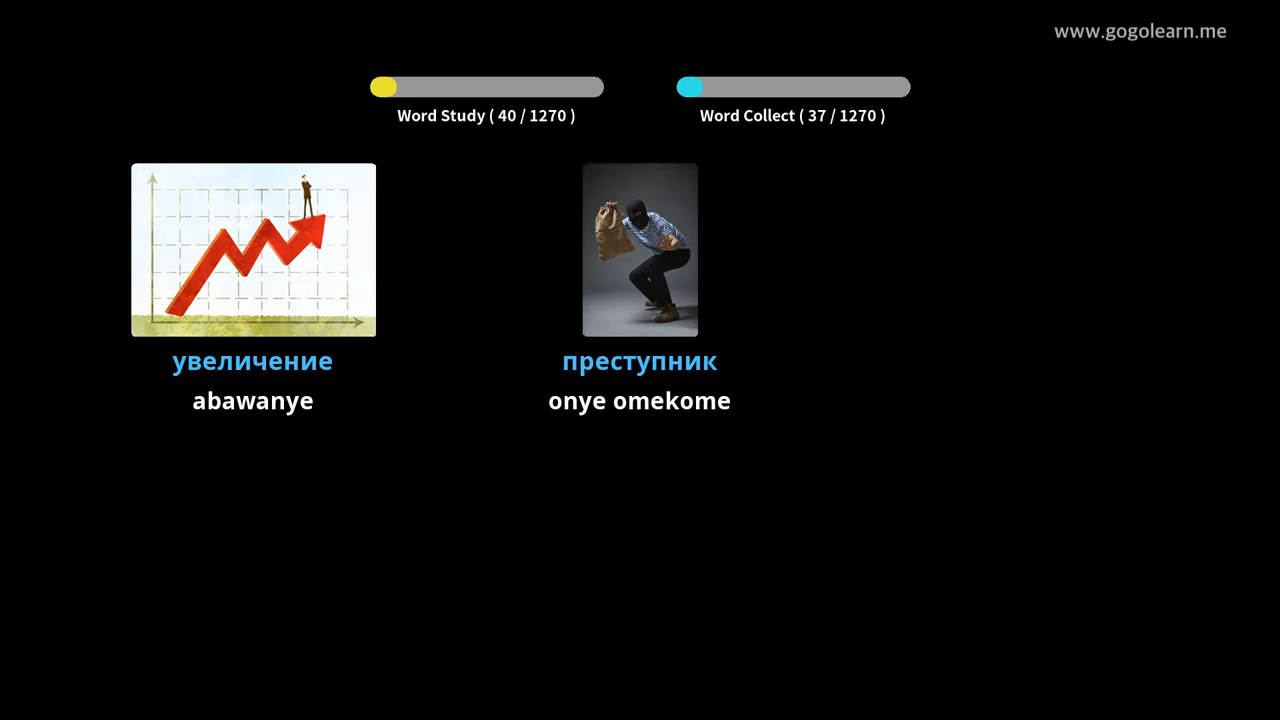 www.gogolearn.me
Word Study ( 40 / 1270 )
Word Collect ( 37 / 1270 )
увеличение
преступник
abawanye
onye omekome